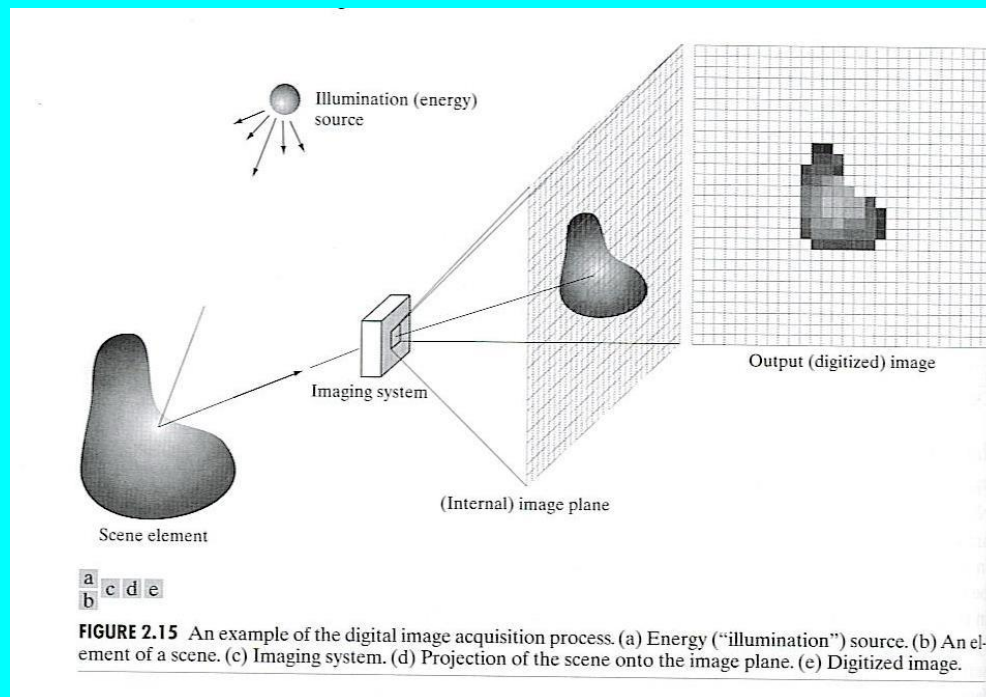 Illumination (energy)
source
Output (digitized) image
Imaging system
(Internal) image plane
Scene element
a
b
c d e
FIGURE 2.15 An example of the digital image acquisition process. (a) Energy (“illumination”) source. (b) An el-
ement of a scene. (c) Imaging system. (d) Projection of the scene onto the image plane. (e) Digitized image.